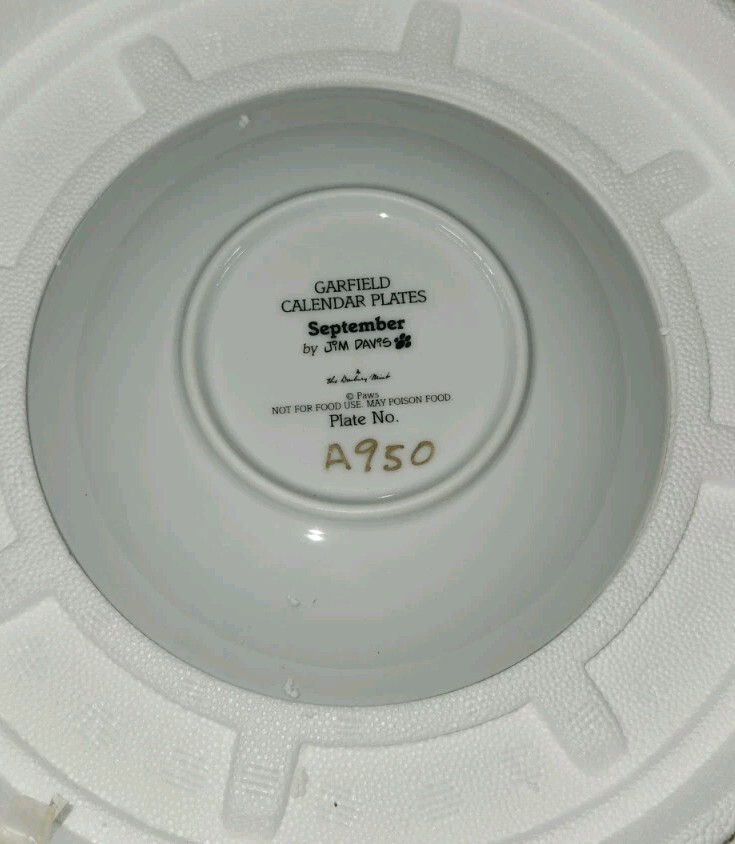 GARFIELD
CALENDAR PLATES
September
by JIM DAVIS
the Danbury Mint
© Paws
NOT FOR FOOD USE. MAY POISON FOOD.
Plate No.
A950